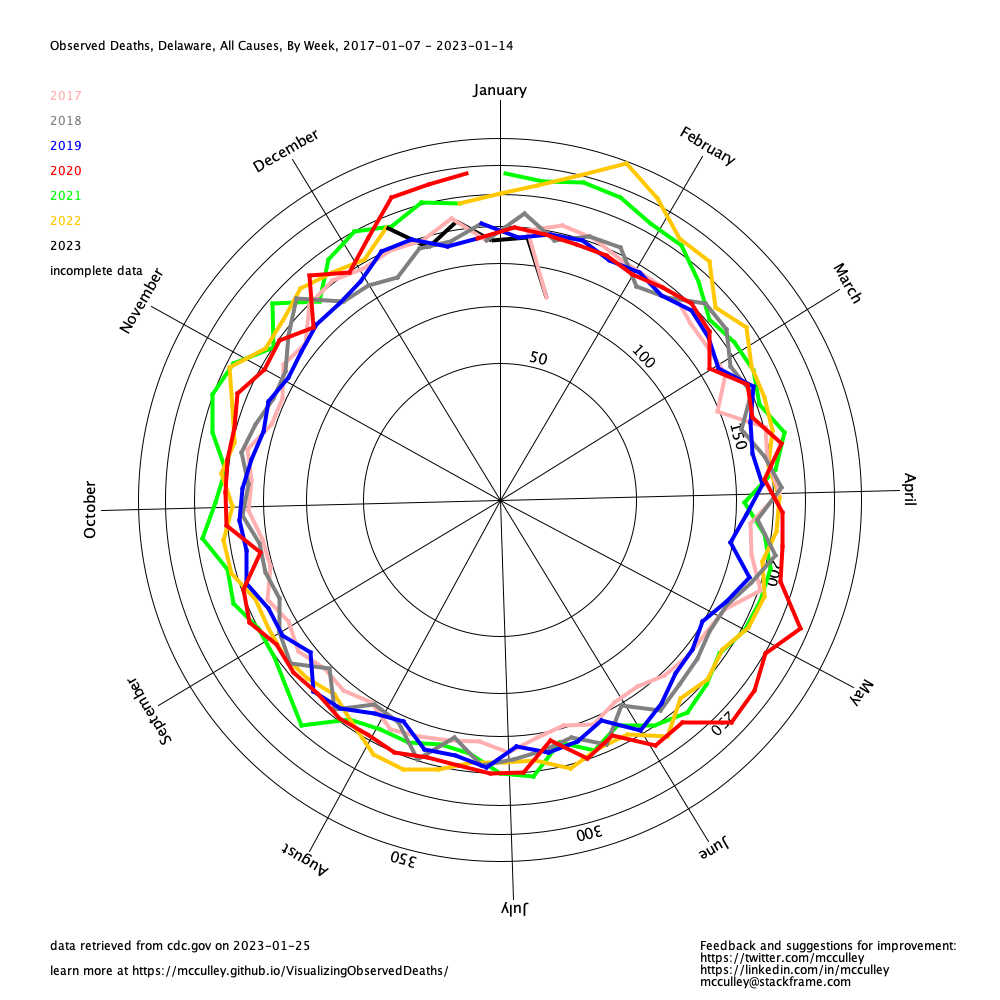 Observed Deaths, Delaware, All Causes, By Week, 2017-01-07 - 2023-01-14
2017
2018
2019
2020
2021
2022
2023
incomplete data
January
February
March
April
May
June
July
August
September
October
November
December
50
100
150
200
250
300
350
data retrieved from cdc.gov on 2023-01-25
learn more at https://mcculley.github.io/VisualizingObservedDeaths/
Feedback and suggestions for improvement:
https://twitter.com/mcculley
https://linkedin.com/in/mcculley
mcculley@stackframe.com